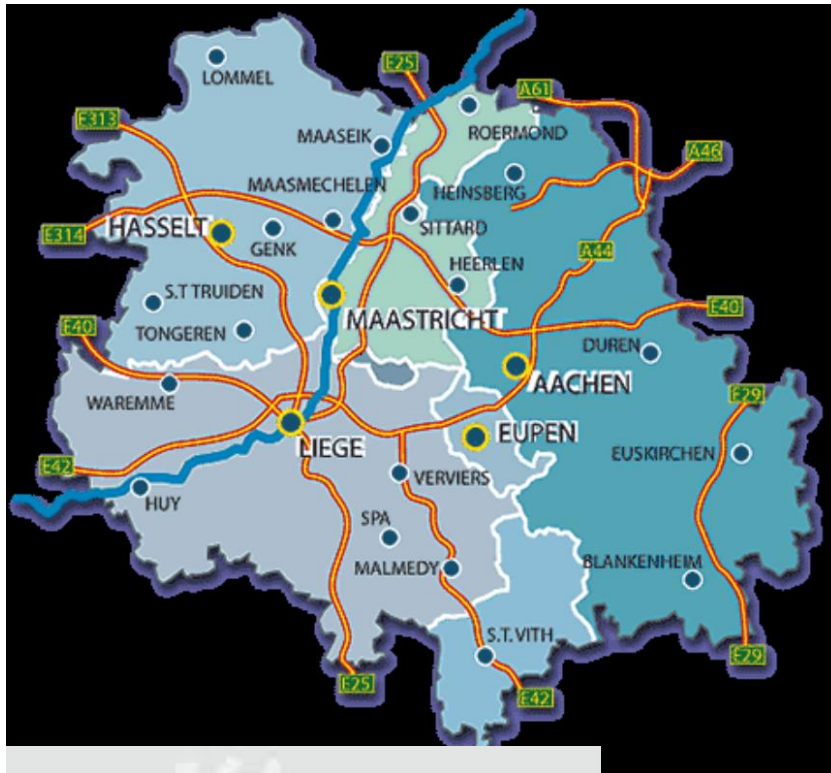 E25
LOMMEL
A61
E313
ROERMOND
MAASEIK
A46
MAASMECHELEN
HEINSBERG
HASSELT
SITTARD
E314
GENK
A44
HEERLEN
S.T TRUIDEN
E40
MAASTRICHT
E40
TONGEREN
DUREN
AACHEN
WAREMME
E29
EUPEN
LIEGE
EUSKIRCHEN
E42
VERVIERS
HUY
SPA
BLANKENHEIM
MALMEDY
S.T. VITH
E29
E25
E42